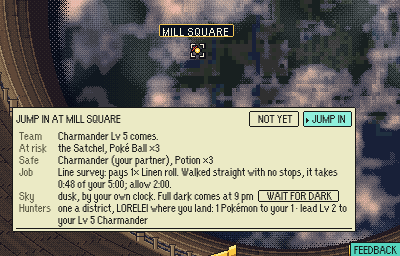 MILL SQUARE
JUMP IN AT MILL SQUARE
NOT YET
JUMP IN
Team Charmander Lv 5 comes.
At risk the Satchel, Poké Ball ×3
Safe Charmander (your partner), Potion ×3
Job Line survey: pays 1× Linen roll. Walked straight with no stops, it takes
0:48 of your 5:00; allow 2:00.
Sky dusk, by your own clock. Full dark comes at 9 pm WAIT FOR DARK
Hunters one a district, LORELEI where you land: 1 Pokémon to your 1 · lead Lv 2 to
your Lv 5 Charmander
FEEDBACK